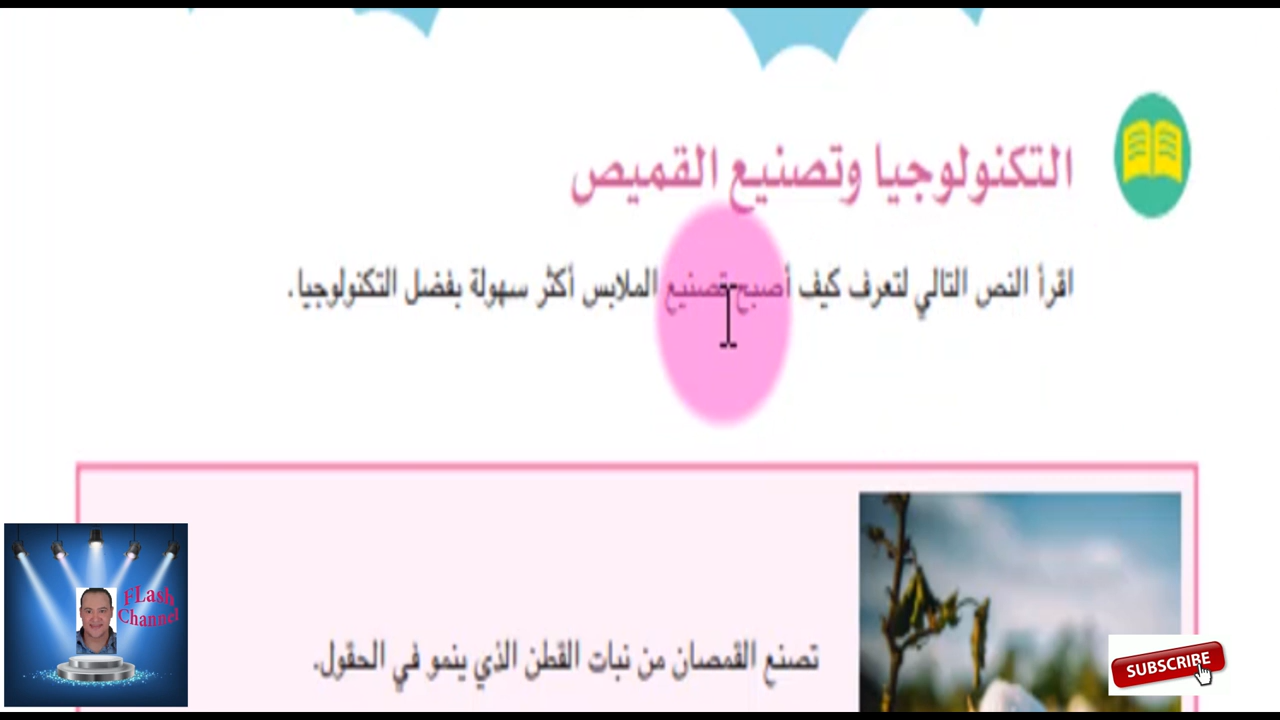 التكنولوجيا وتصنيع القميص
اقرأ النص التالي لتعرف كيف أصبح تصنيع الملابس أكثر سهولة بفضل التكنولوجيا.
تصنع القمصان من نبات القطن الذي ينمو في الحقول.
FLash
Channel
SUBSCRIBE